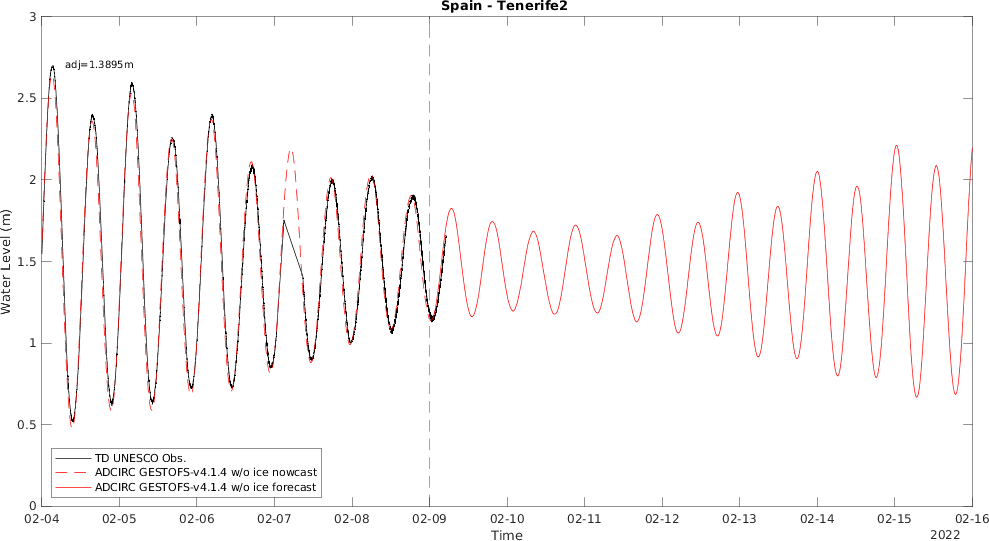 Spain - Tenerife2
3
adj=1.3895m
2.5
2
1.5
1
0.5
0
Water Level (m)
TD UNESCO Obs.
ADCIRC GESTOFS-v4.1.4 w/o ice nowcast
ADCIRC GESTOFS-v4.1.4 w/o ice forecast
02-04 02-05 02-06 02-07 02-08 02-09 02-10 02-11 02-12 02-13 02-14 02-15 02-16
Time
2022